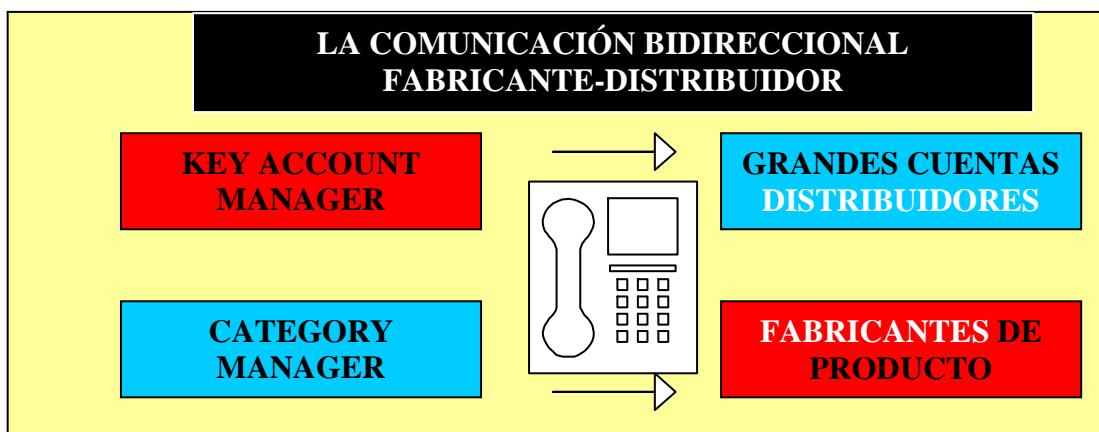 LA COMUNICACIÓN BIDIRECCIONAL
FABRICANTE-DISTRIBUIDOR
KEY ACCOUNT
MANAGER
GRANDES CUENTAS
DISTRIBUIDORES
CATEGORY
MANAGER
FABRICANTES DE
PRODUCTO